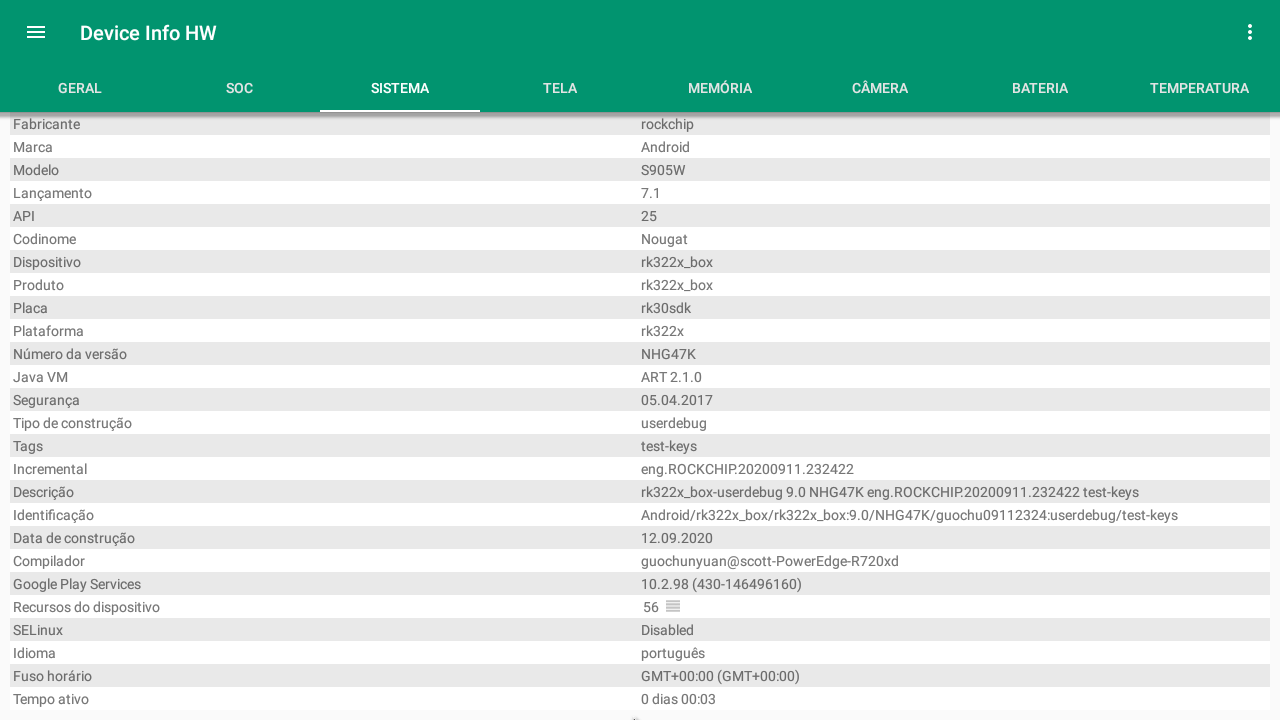 Device Info HW
GERAL SOC SISTEMA TELA MEMÓRIA CÂMERA BATERIA TEMPERATURA
Fabricante rockchip
Marca Android
Modelo S905W
Lançamento 7.1
API 25
Codinome Nougat
Dispositivo rk322x_box
Produto rk322x_box
Placa rk30sdk
Plataforma rk322x
Número da versão NHG47K
Java VM ART 2.1.0
Segurança 05.04.2017
Tipo de construção userdebug
Tags test-keys
Incremental eng.ROCKCHIP.20200911.232422
Descrição rk322x_box-userdebug 9.0 NHG47K eng.ROCKCHIP.20200911.232422 test-keys
Identificação Android/rk322x_box/rk322x_box:9.0/NHG47K/guochu09112324:userdebug/test-keys
Data de construção 12.09.2020
Compilador guochunyuan@scott-PowerEdge-R720xd
Google Play Services 10.2.98 (430-146496160)
Recursos do dispositivo 56
SELinux Disabled
Idioma português
Fuso horário GMT+00:00 (GMT+00:00)
Tempo ativo 0 dias 00:03